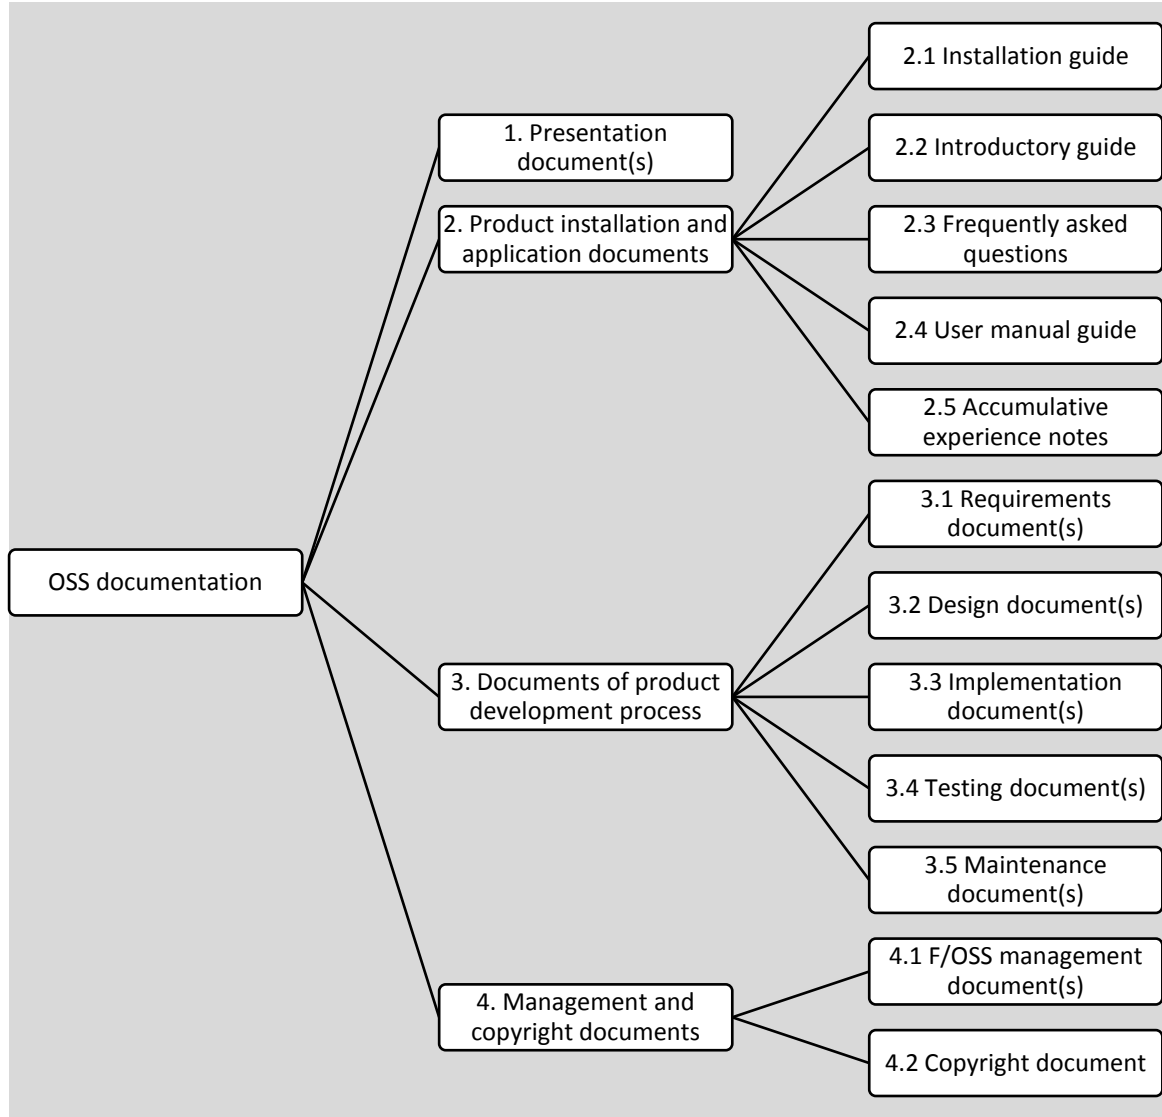 OSS documentation
1. Presentation
document(s)
2. Product installation and
application documents
2.1 Installation guide
2.2 Introductory guide
2.3 Frequently asked
questions
2.4 User manual guide
2.5 Accumulative
experience notes
3. Documents of product
development process
3.1 Requirements
document(s)
3.2 Design document(s)
3.3 Implementation
document(s)
3.4 Testing document(s)
3.5 Maintenance
document(s)
4. Management and
copyright documents
4.1 F/OSS management
document(s)
4.2 Copyright document